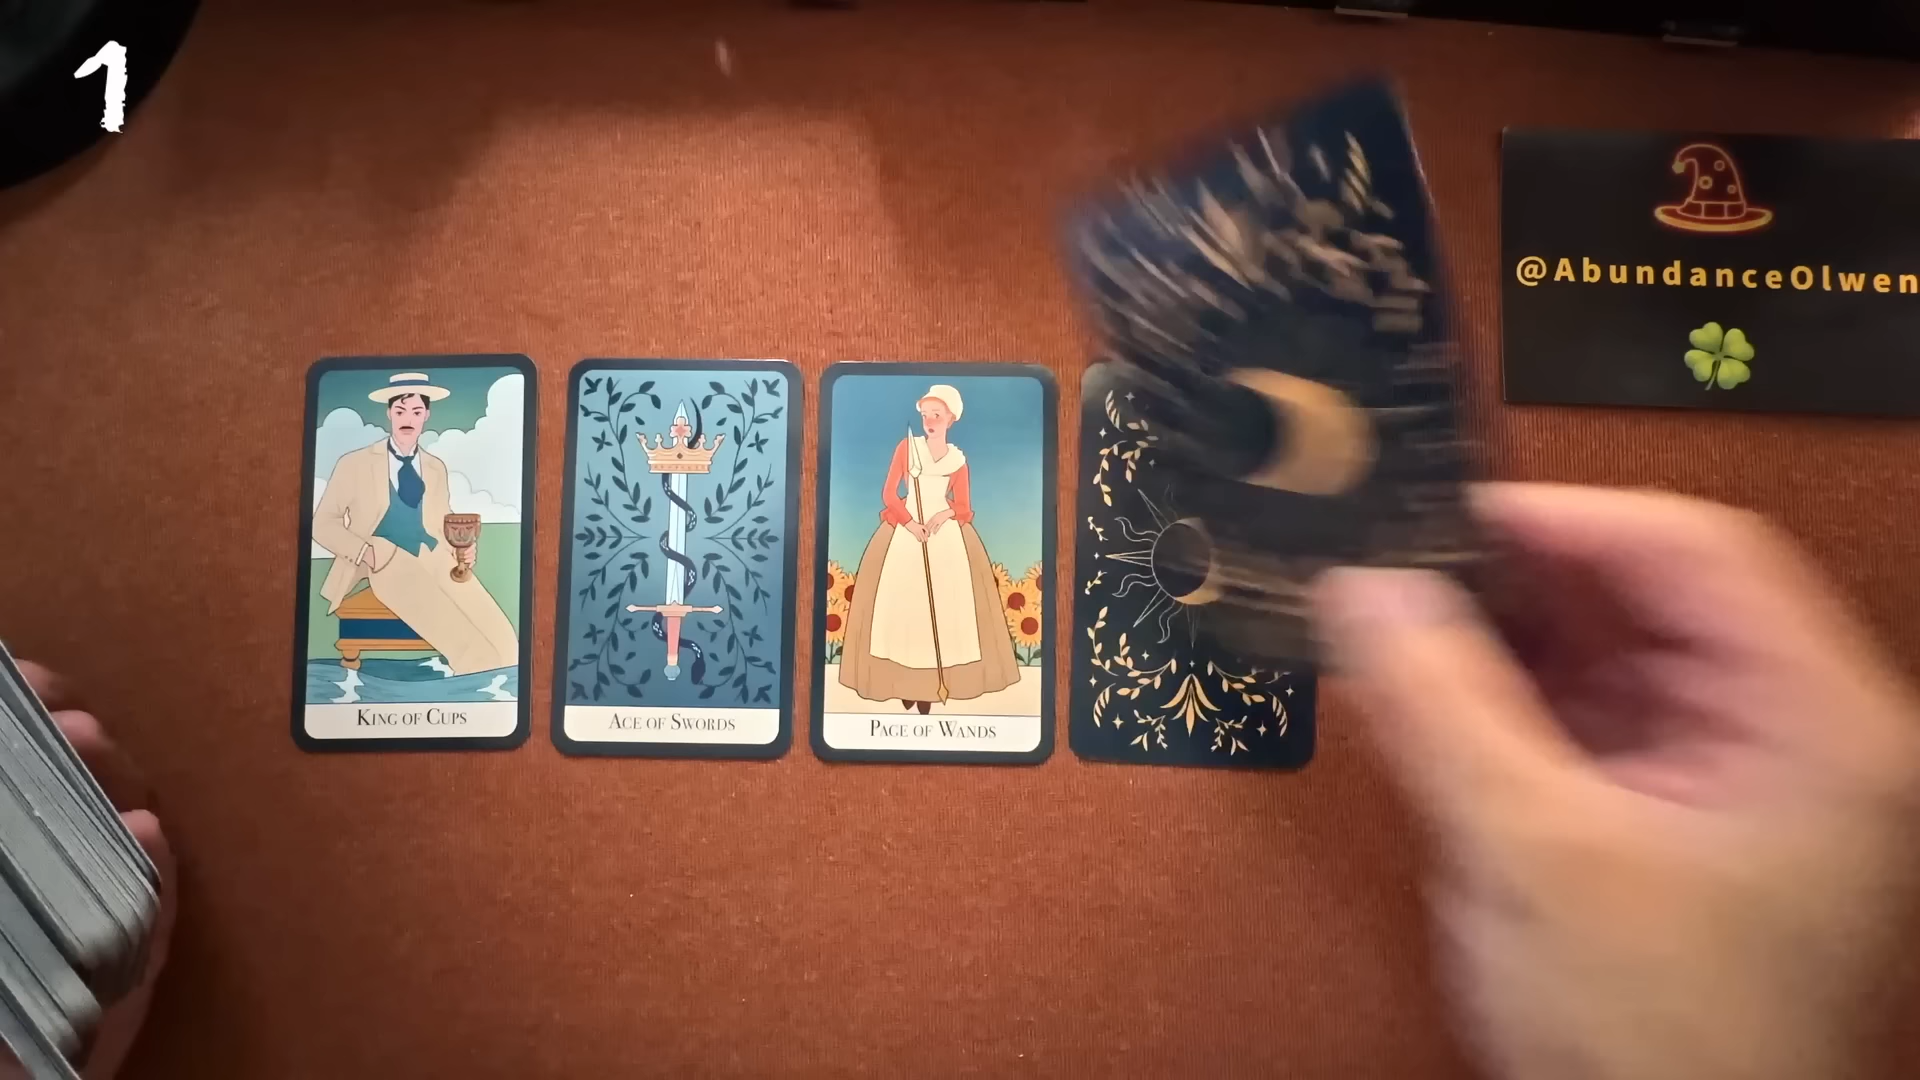 1
@AbundanceOlwen
KING OF CUPS
ACE OF SWORDS
PAGE OF WANDS